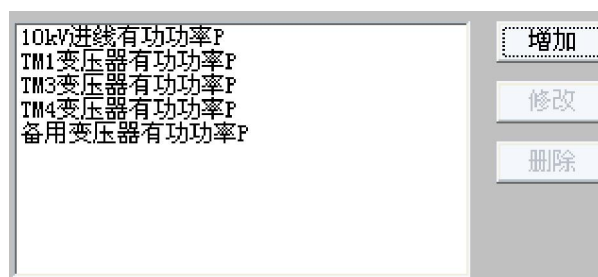 10kV进线有功功率P
TM1变压器有功功率P
TM3变压器有功功率P
TM4变压器有功功率P
备用变压器有功功率P
增加
修改
删除